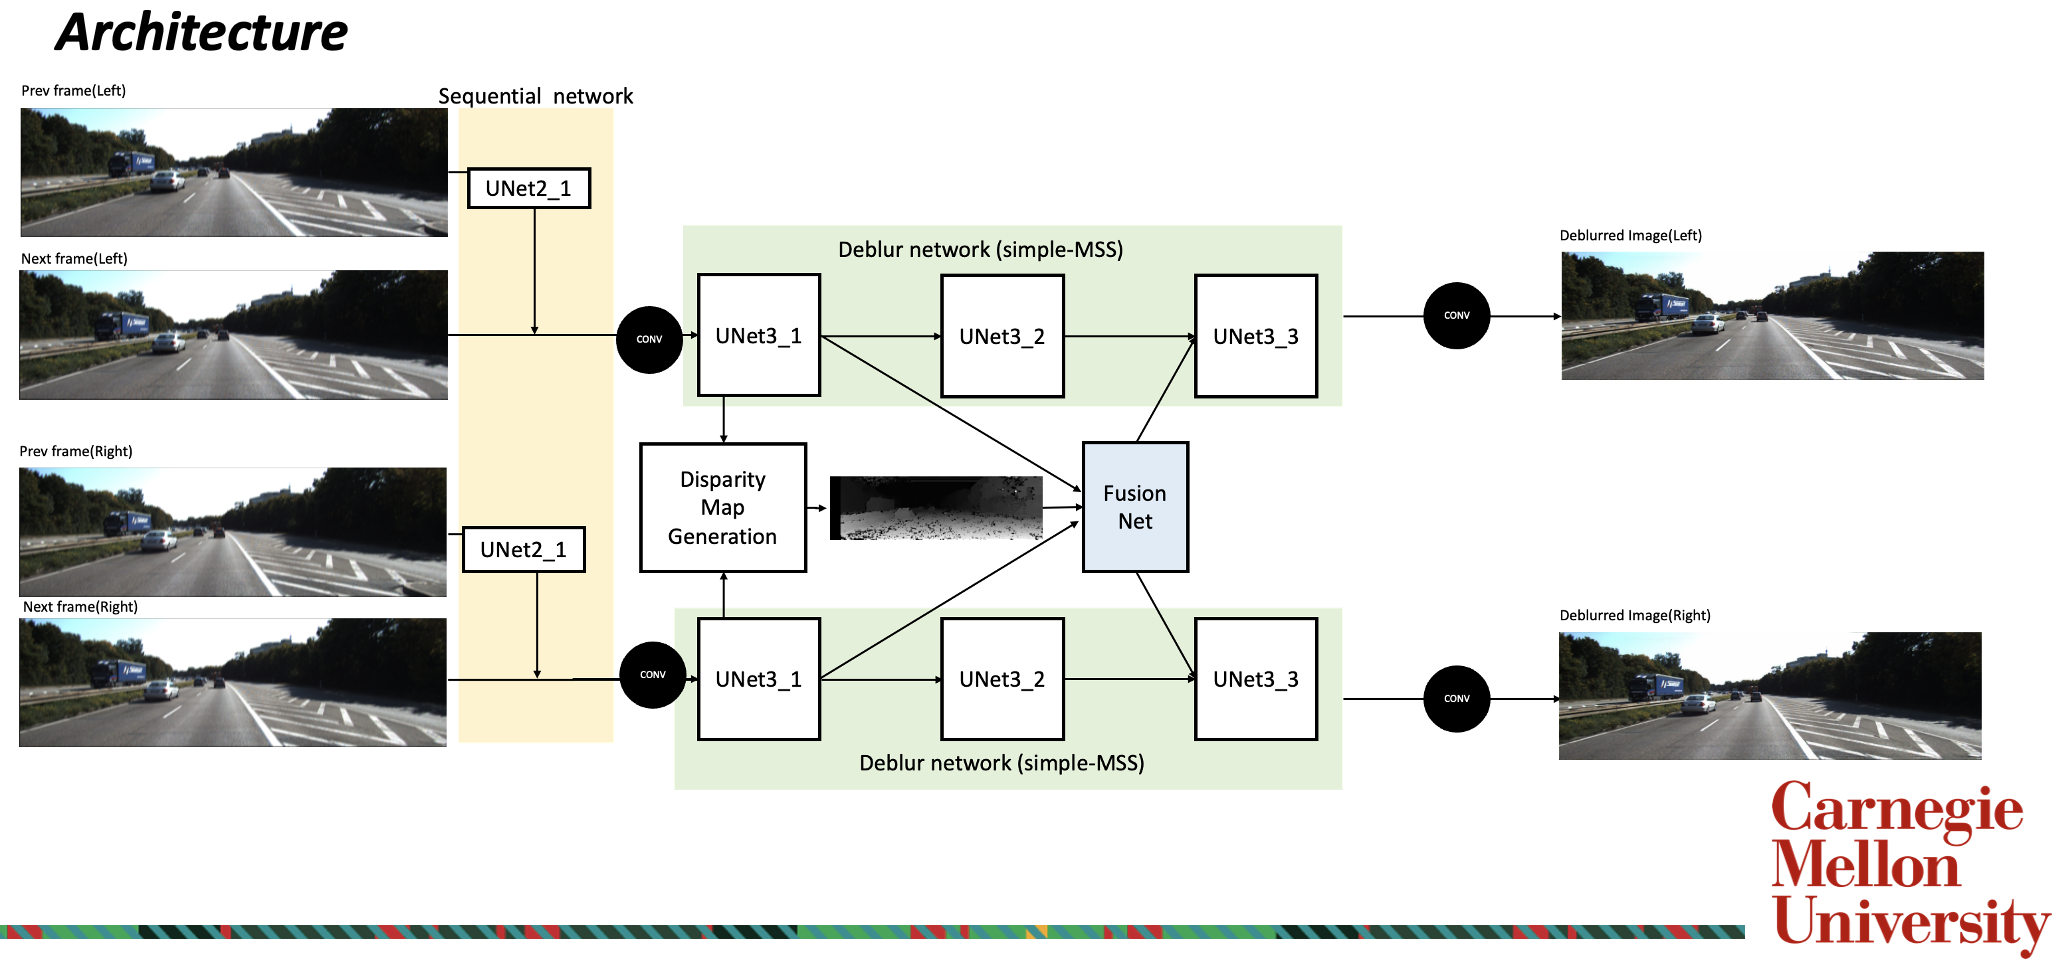 Architecture
Prev frame(Left)
Sequential network
UNet2_1
Next frame(Left)
Deblur network (simple-MSS)
Deblurred Image(Left)
CONV
UNet3_1
UNet3_2
UNet3_3
CONV
Prev frame(Right)
UNet2_1
Disparity
Map
Generation
Fusion
Net
Next frame(Right)
Deblurred Image(Right)
CONV
UNet3_1
UNet3_2
UNet3_3
CONV
Deblur network (simple-MSS)
Carnegie
Mellon
University